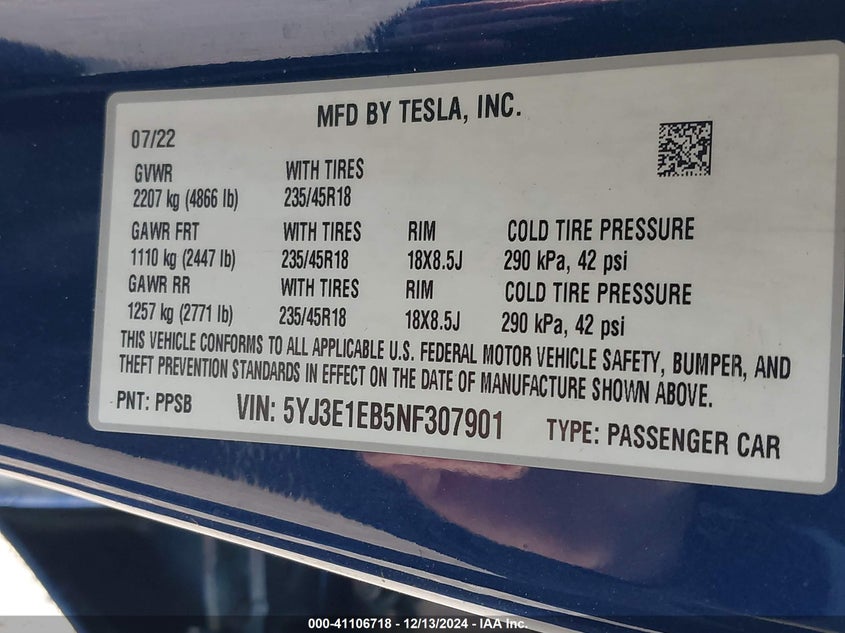 MFD BY TESLA, INC.
07/22
GVWR WITH TIRES
2207 kg (4866 lb) 235/45R18
GAWR FRT WITH TIRES RIM COLD TIRE PRESSURE
1110 kg (2447 lb) 235/45R18 18X8.5J 290 kPa, 42 psi
GAWR RR WITH TIRES RIM COLD TIRE PRESSURE
1257 kg (2771 lb) 235/45R18 18X8.5J 290 kPa, 42 psi
THIS VEHICLE CONFORMS TO ALL APPLICABLE U.S. FEDERAL MOTOR VEHICLE SAFETY, BUMPER, AND
THEFT PREVENTION STANDARDS IN EFFECT ON THE DATE OF MANUFACTURE SHOWN ABOVE.
PNT: PPSB VIN: 5YJ3E1EB5NF307901 TYPE: PASSENGER CAR
000-41106718 - 12/13/2024 - IAA Inc.